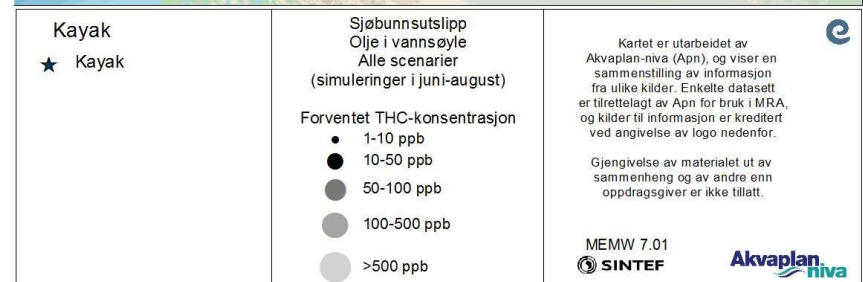 Kayak
Kayak
Sjøbunnsutslipp
Olje i vannsøyle
Alle scenarier
(simuleringer i juni-august)
Forventet THC-konsentrasjon
1-10 ppb
10-50 ppb
50-100 ppb
100-500 ppb
>500 ppb
Kartet er utarbeidet av
Akvaplan-niva (Apn), og viser en
sammenstilling av informasjon
fra ulike kilder. Enkelte datasett
er tilrettelagt av Apn for bruk i MRA,
og kilder til informasjon er kreditert
ved angivelse av logo nedenfor.
Gjengivelse av materialet ut av
sammenheng og av andre enn
oppdragsgiver er ikke tillatt.
MEMW 7.01
SINTEF
Akvaplan
niva